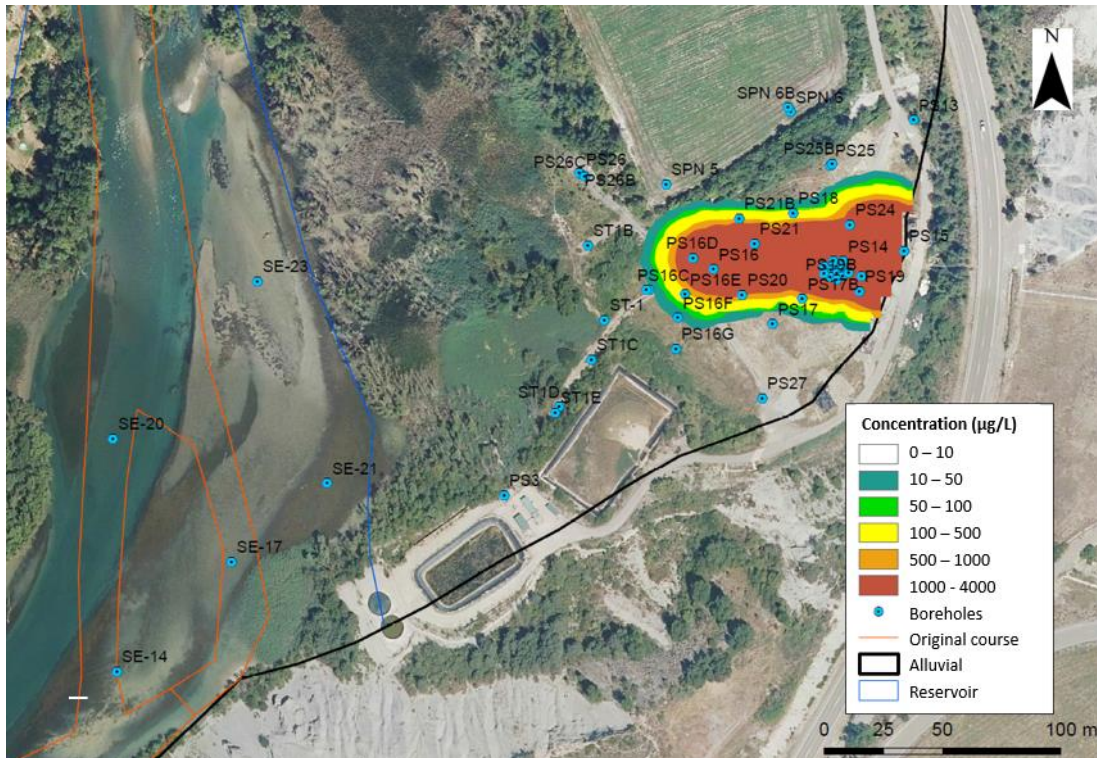 N
SPN 6B
SPN 6
PS13
PS25B
PS25
PS26C
PS26
PS26B
SPN 5
PS21B
PS18
PS24
ST1B
PS21
PS15
PS16D
PS16
PS14
SE-23
PS16C
PS16E
PS20
PS19
PS17B
PS16F
PS17
ST-1
PS16G
ST1C
PS27
ST1D
ST1E
SE-20
SE-21
PS3
SE-17
SE-14
Concentration (µg/L)
0 – 10
10 – 50
50 – 100
100 – 500
500 – 1000
1000 - 4000
Boreholes
Original course
Alluvial
Reservoir
0 25 50 100 m